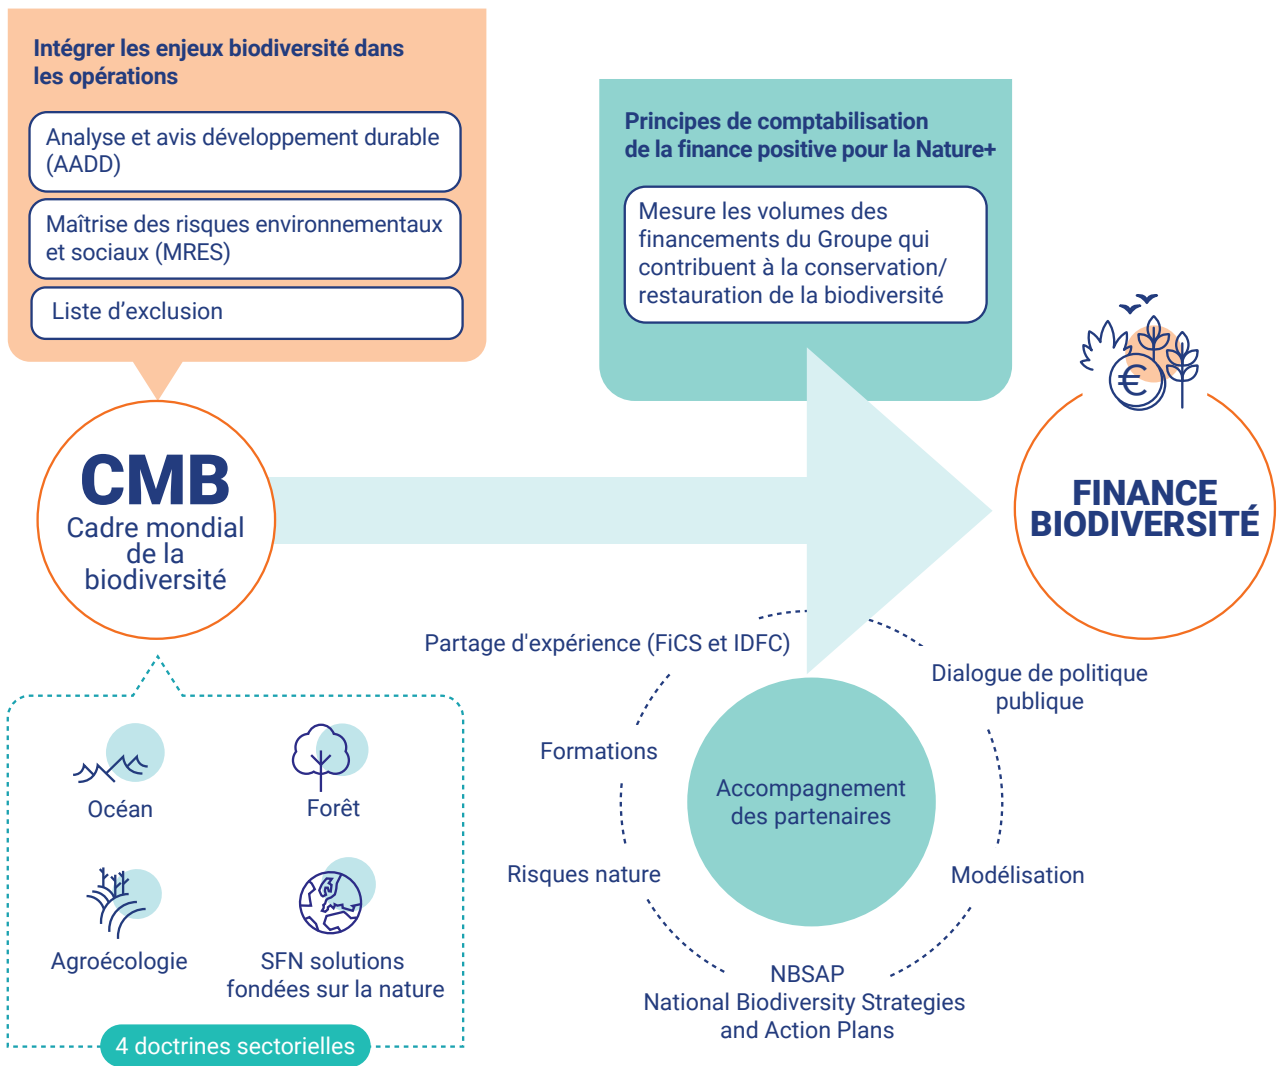 Intégrer les enjeux biodiversité dans
les opérations
Analyse et avis développement durable
(AADD)
Maîtrise des risques environnementaux
et sociaux (MRES)
Liste d’exclusion
Principes de comptabilisation
de la finance positive pour la Nature+
Mesure les volumes des
financements du Groupe qui
contribuent à la conservation/
restauration de la biodiversité
CMB
Cadre mondial
de la
biodiversité
€
FINANCE
BIODIVERSITÉ
Océan
Forêt
Agroécologie
SFN solutions
fondées sur la nature
4 doctrines sectorielles
Partage d'expérience (FiCS et IDFC)
Dialogue de politique
publique
Formations
Accompagnement
des partenaires
Risques nature
Modélisation
NBSAP
National Biodiversity Strategies
and Action Plans